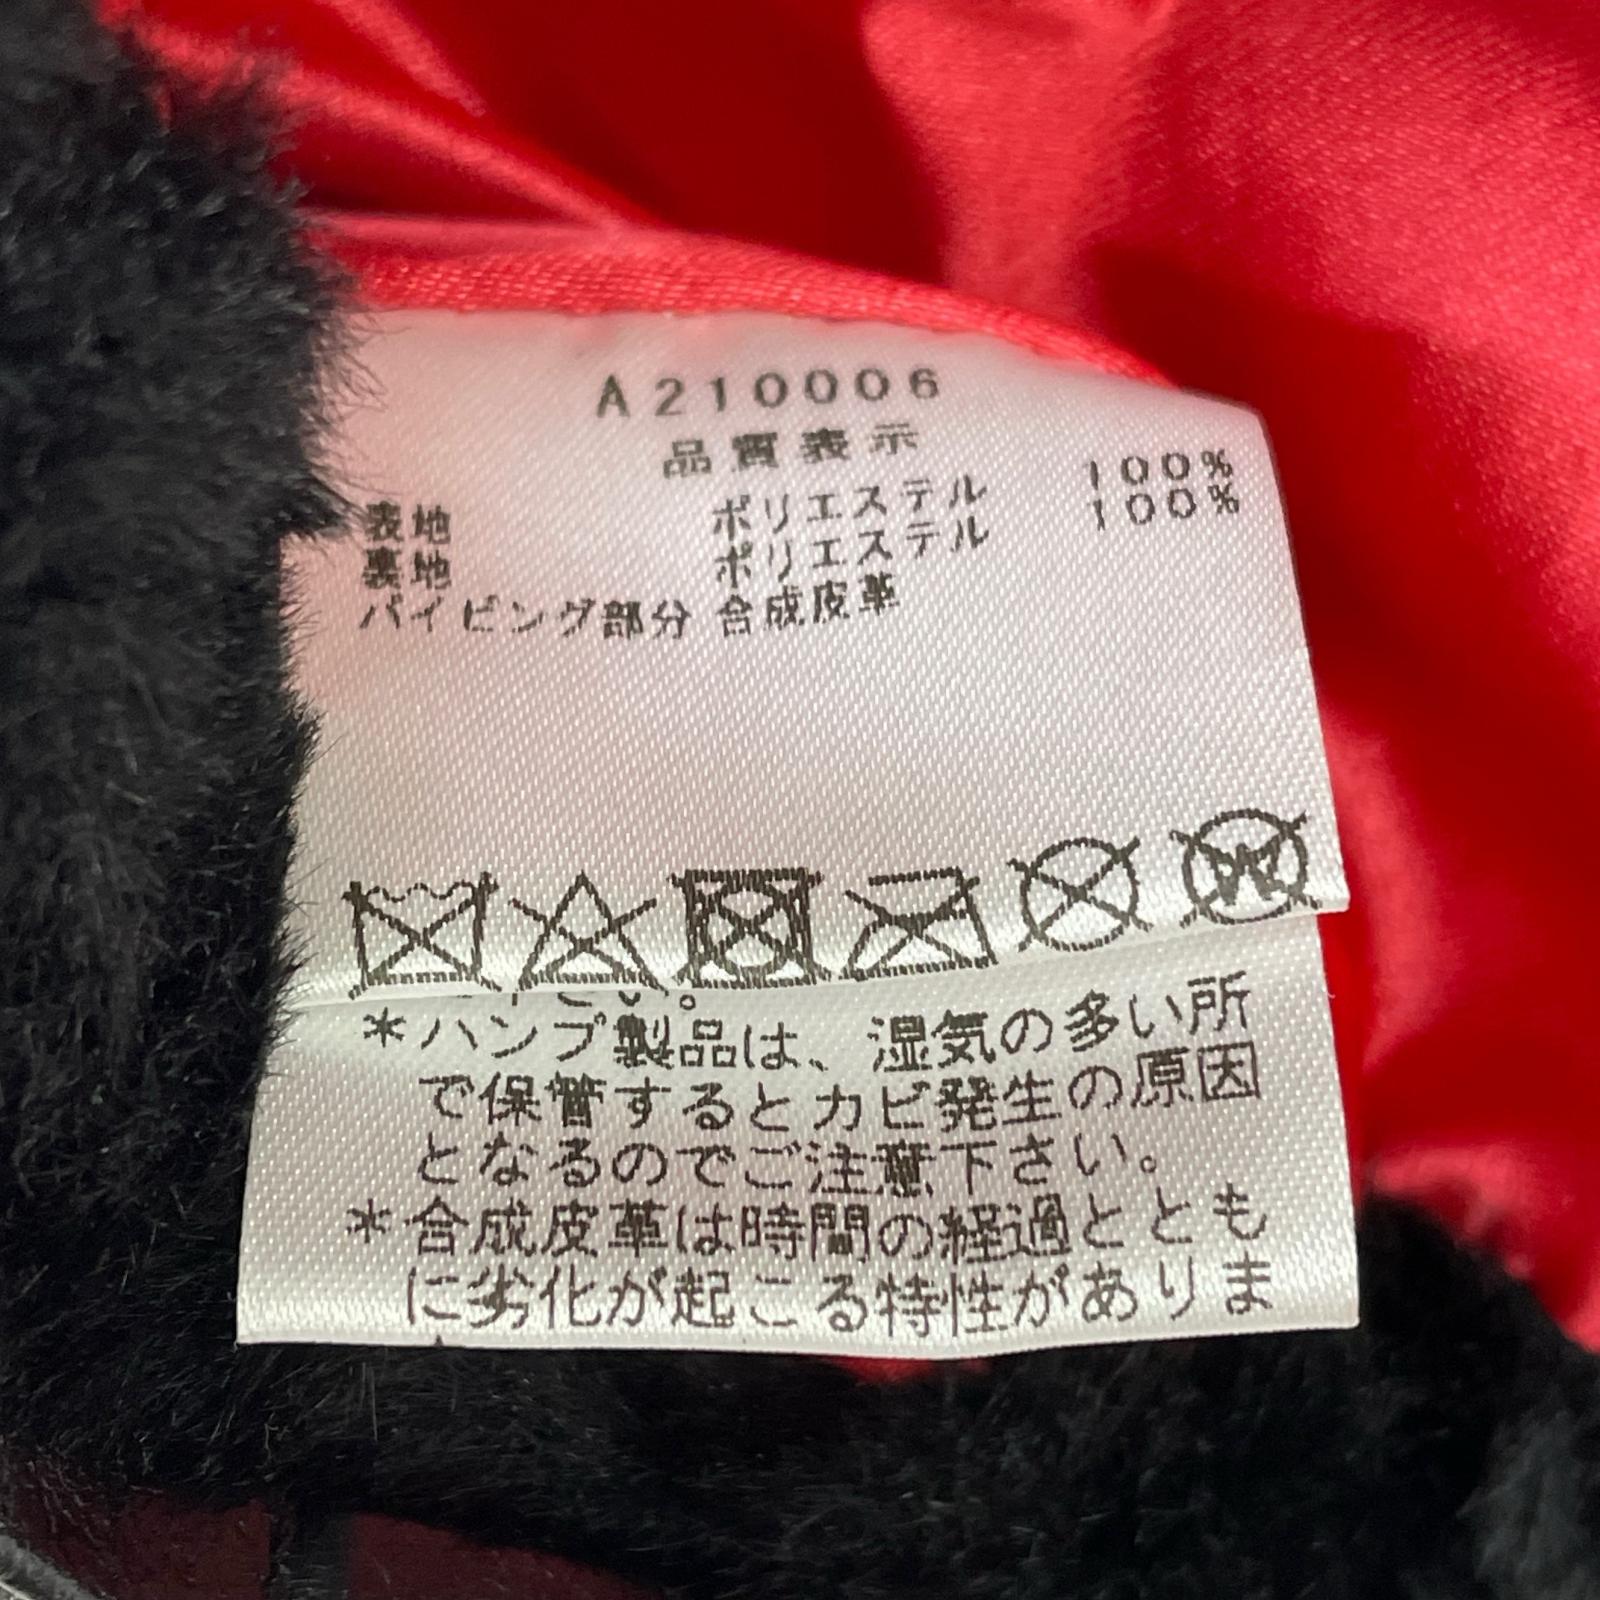 A210006
品質表示
表地 ポリエステル 100%
裏地 ポリエステル 100%
パイピング部分 合成皮革
＊ハンプ製品は、湿気の多い所
で保管するとカビ発生の原因
となるのでご注意下さい。
＊合成皮革は時間の経過ととも
に劣化が起こる特性がありま